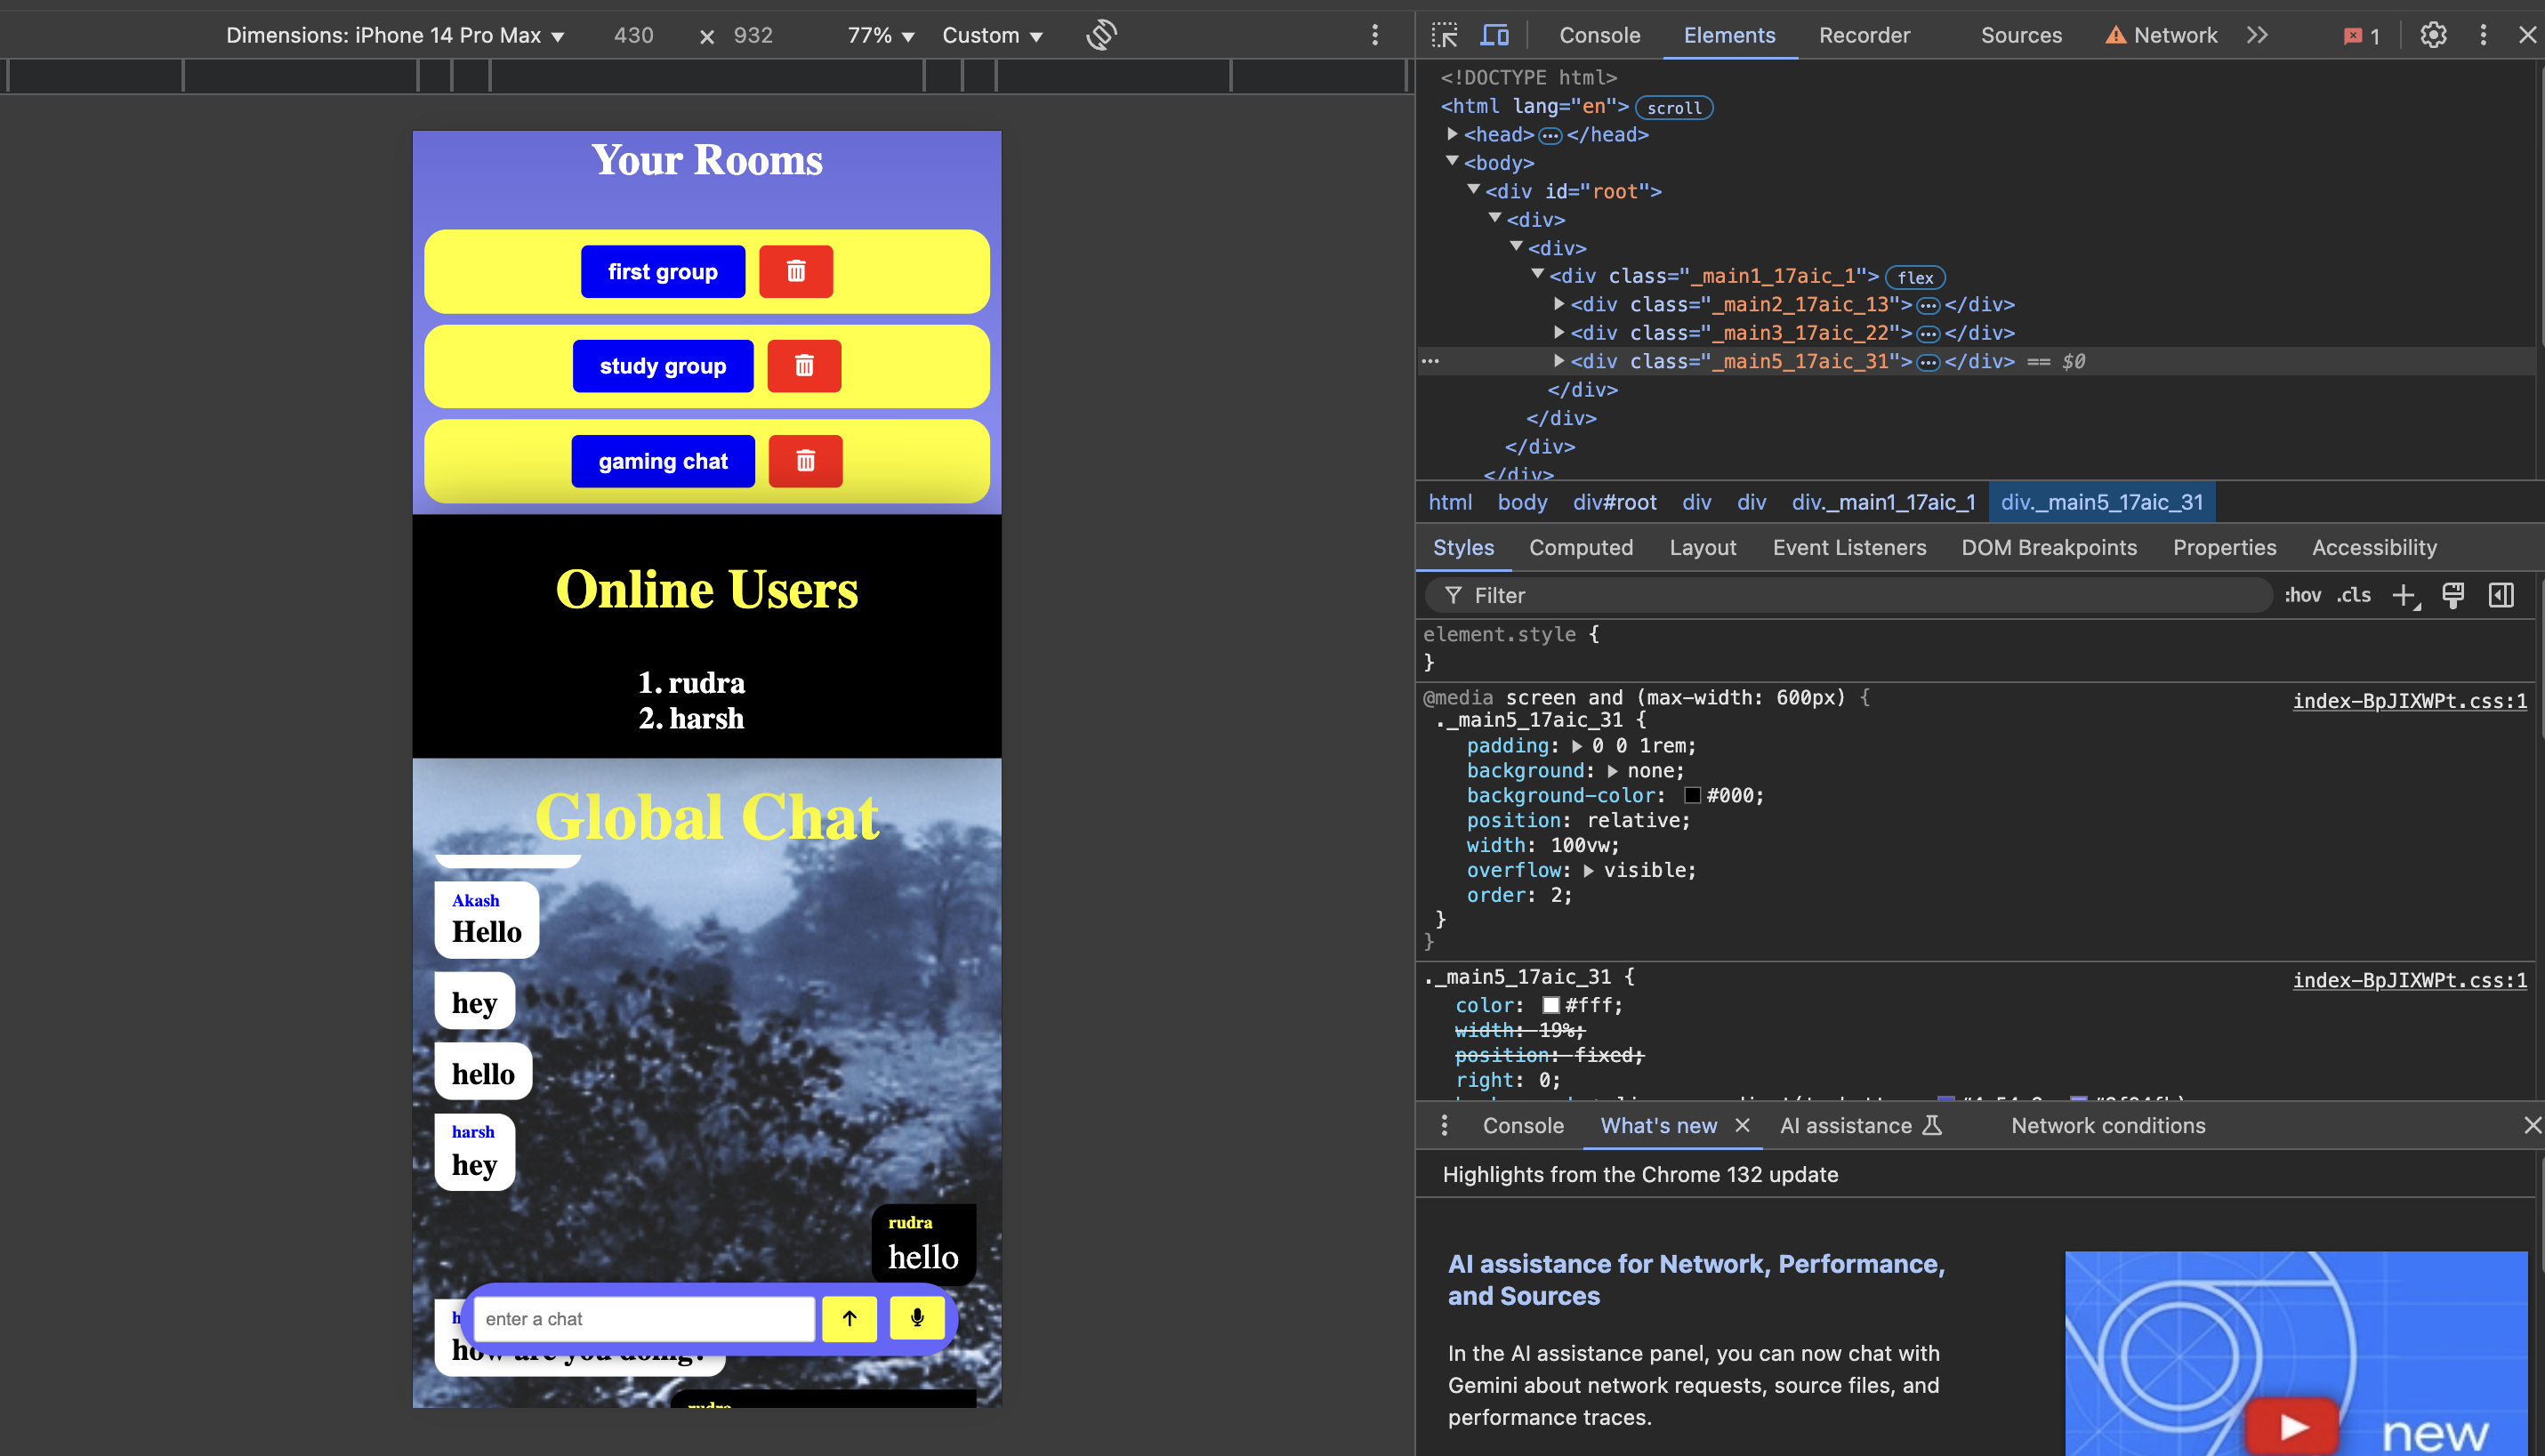 Dimensions: iPhone 14 Pro Max ▼ 430 × 932 77% ▼ Custom ▼
Your Rooms
first group
study group
gaming chat
Online Users
1. rudra
2. harsh
Global Chat
Akash
Hello
hey
hello
harsh
hey
rudra
hello
enter a chat
how are you doing?
rudra
Console Elements Recorder Sources Network 1
<!DOCTYPE html>
<html lang="en"> scroll
<head> ⋯ </head>
<body>
<div id="root">
<div>
<div>
<div class="_main1_17aic_1"> flex
<div class="_main2_17aic_13"> ⋯ </div>
<div class="_main3_17aic_22"> ⋯ </div>
<div class="_main5_17aic_31"> ⋯ </div> == $0
</div>
</div>
</div>
</div>
html body div#root div div div._main1_17aic_1 div._main5_17aic_31
Styles Computed Layout Event Listeners DOM Breakpoints Properties Accessibility
Filter :hov .cls
element.style {
}
@media screen and (max-width: 600px) { index-BpJIXWPt.css:1
._main5_17aic_31 {
padding: 0 0 1rem;
background: none;
background-color: #000;
position: relative;
width: 100vw;
overflow: visible;
order: 2;
}
}
._main5_17aic_31 { index-BpJIXWPt.css:1
color: #fff;
width: 19%;
position: fixed;
right: 0;
Console What's new AI assistance Network conditions
Highlights from the Chrome 132 update
AI assistance for Network, Performance,
and Sources
In the AI assistance panel, you can now chat with
Gemini about network requests, source files, and
performance traces.
new